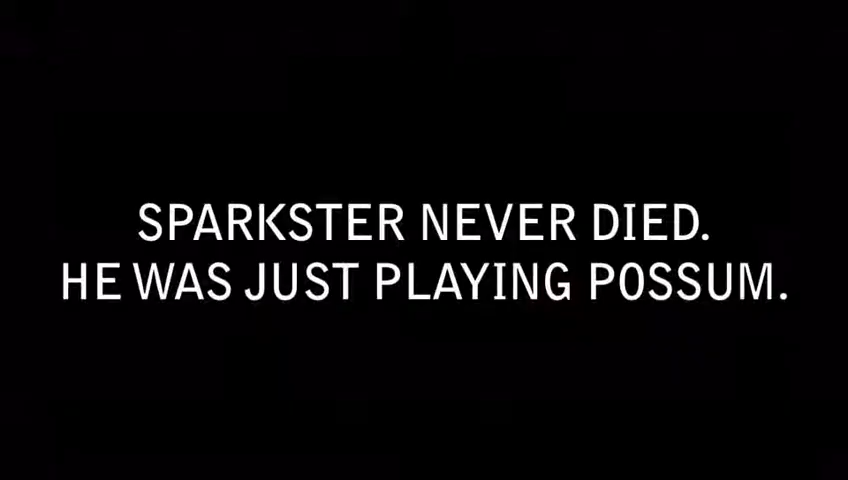 SPARKSTER NEVER DIED.
HE WAS JUST PLAYING POSSUM.